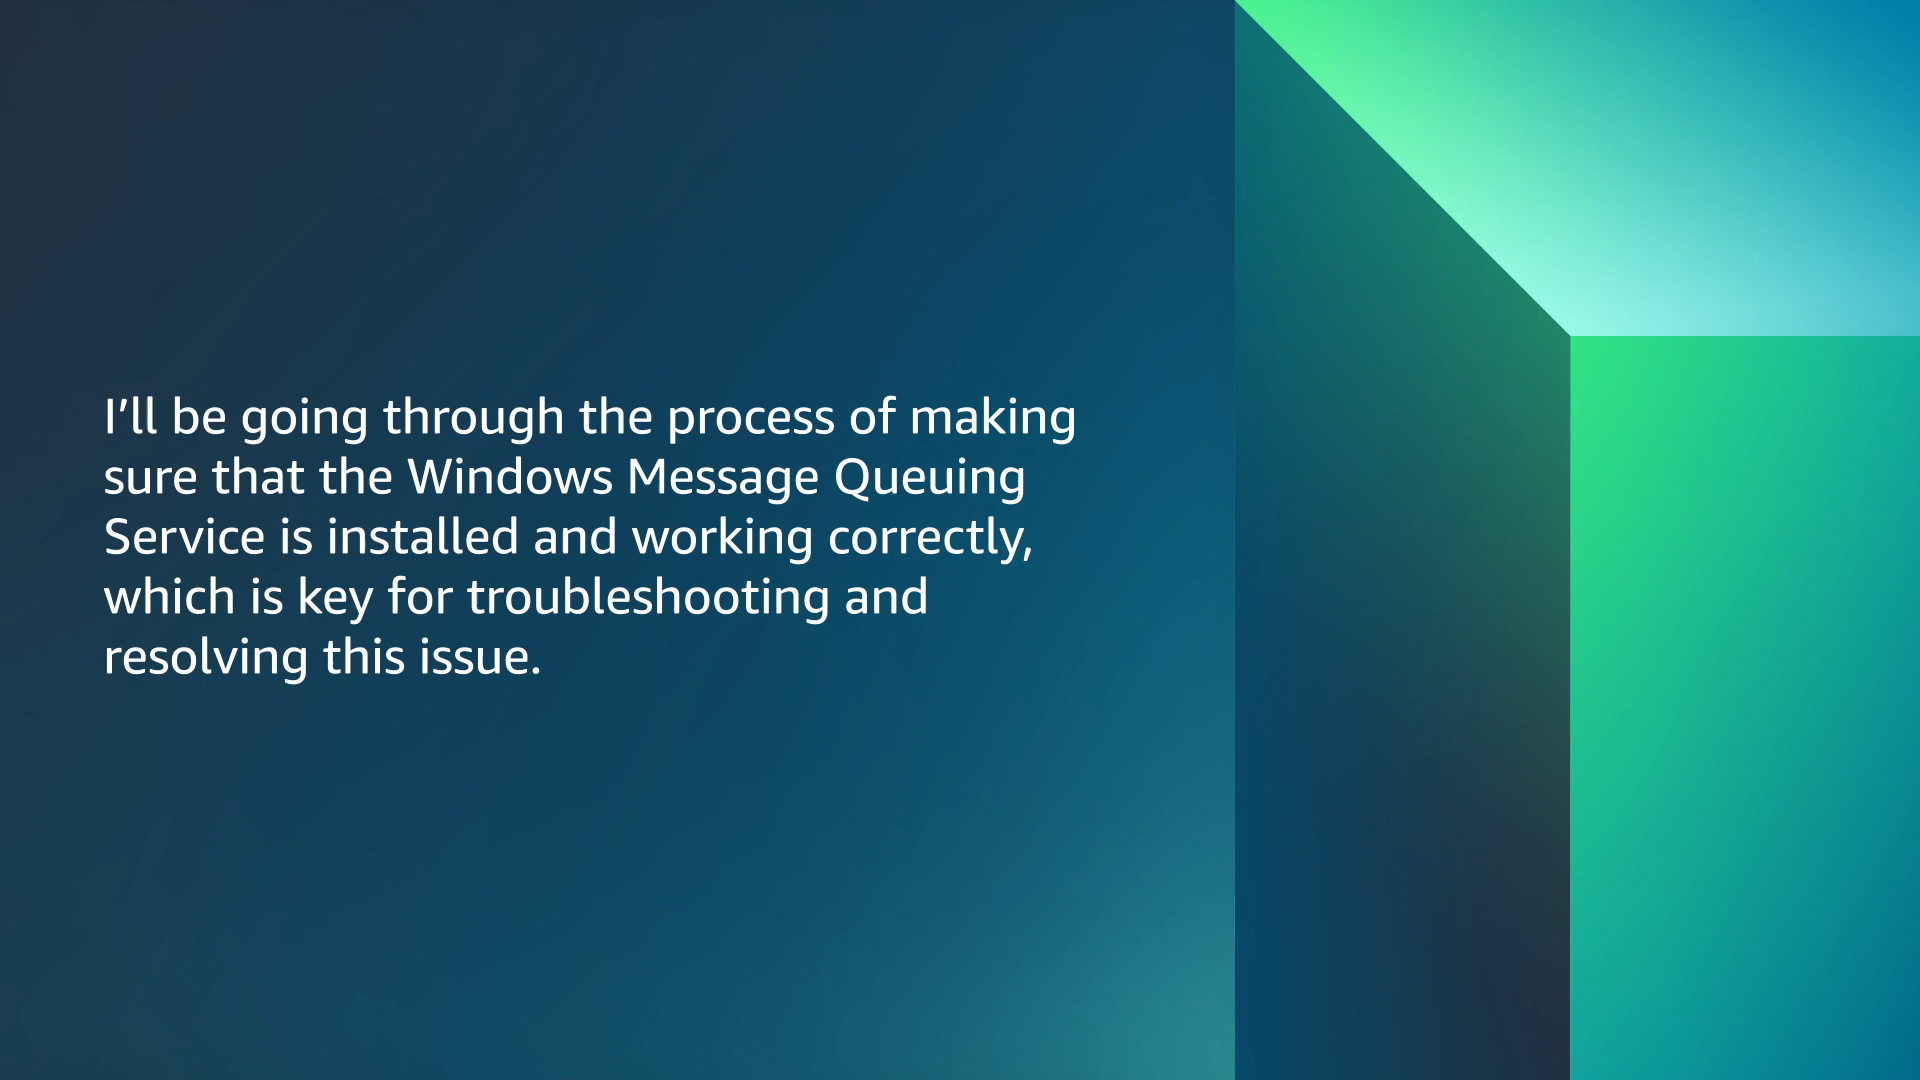 I’ll be going through the process of making
sure that the Windows Message Queuing
Service is installed and working correctly,
which is key for troubleshooting and
resolving this issue.